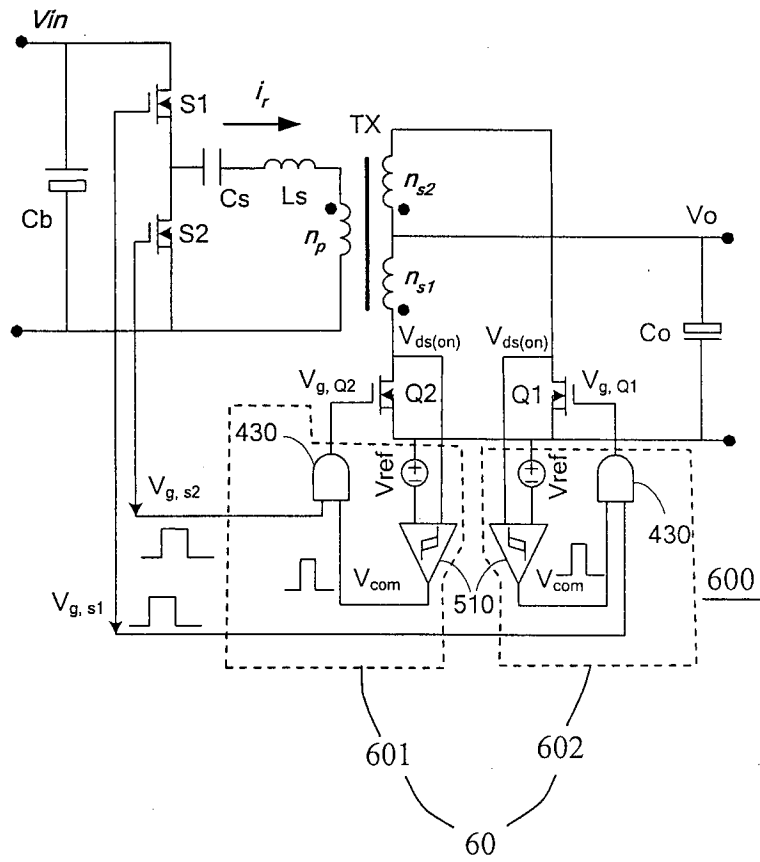 Vin
S1
i_r
TX
n_s2
Cs
Ls
Cb
S2
n_p
Vo
n_s1
V_ds(on)
V_ds(on)
Co
V_g, Q2
Q2
Q1
V_g, Q1
430
Vref
Vref
V_g, s2
430
V_com
510
V_com
600
V_g, s1
601
602
60